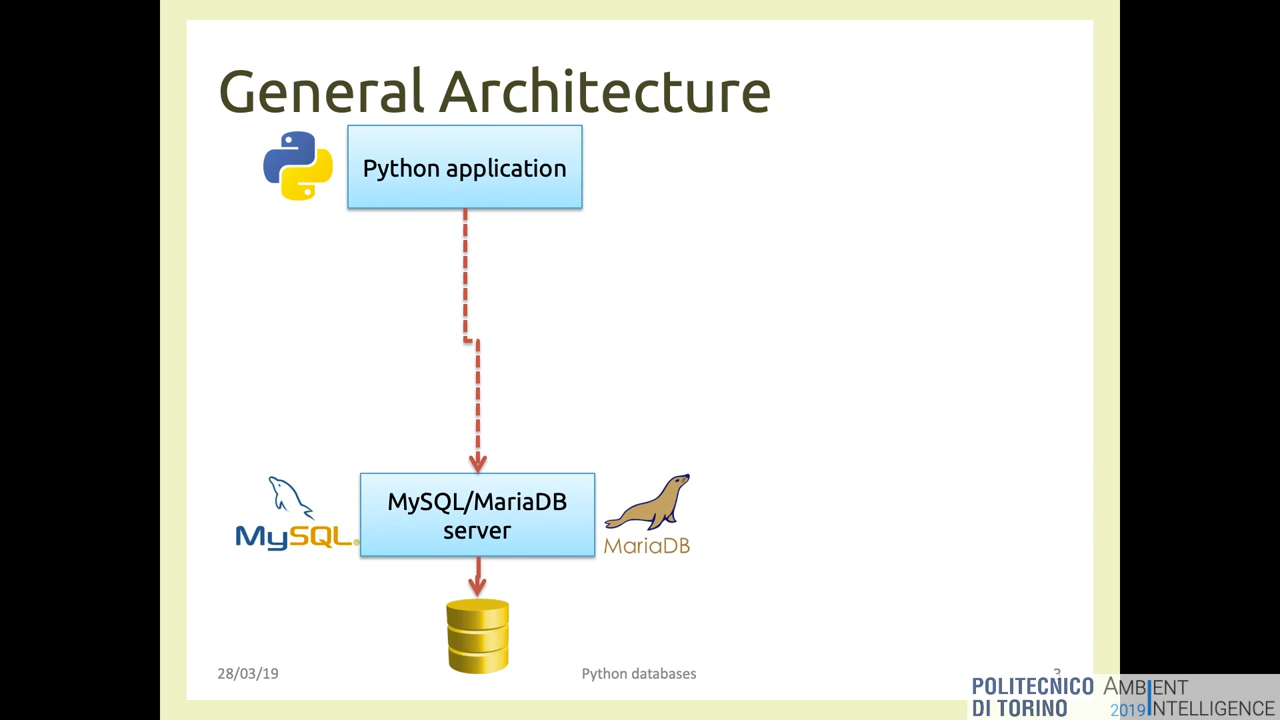 General Architecture
Python application
MySQL/MariaDB
server
MySQL®
MariaDB
28/03/19
Python databases
3
POLITECNICO
DI TORINO
AMBIENT
2019 INTELLIGENCE